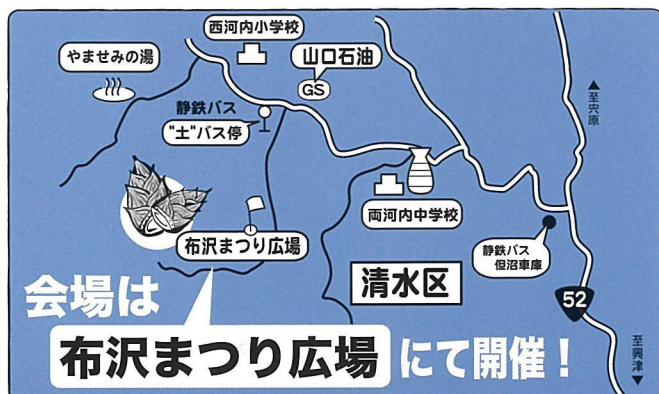 西河内小学校
やませみの湯
山口石油
GS
静鉄バス
"土"バス停
▲至宍原
両河内中学校
布沢まつり広場
静鉄バス
但沼車庫
清水区
52
会場は
布沢まつり広場にて開催！
至興津▼